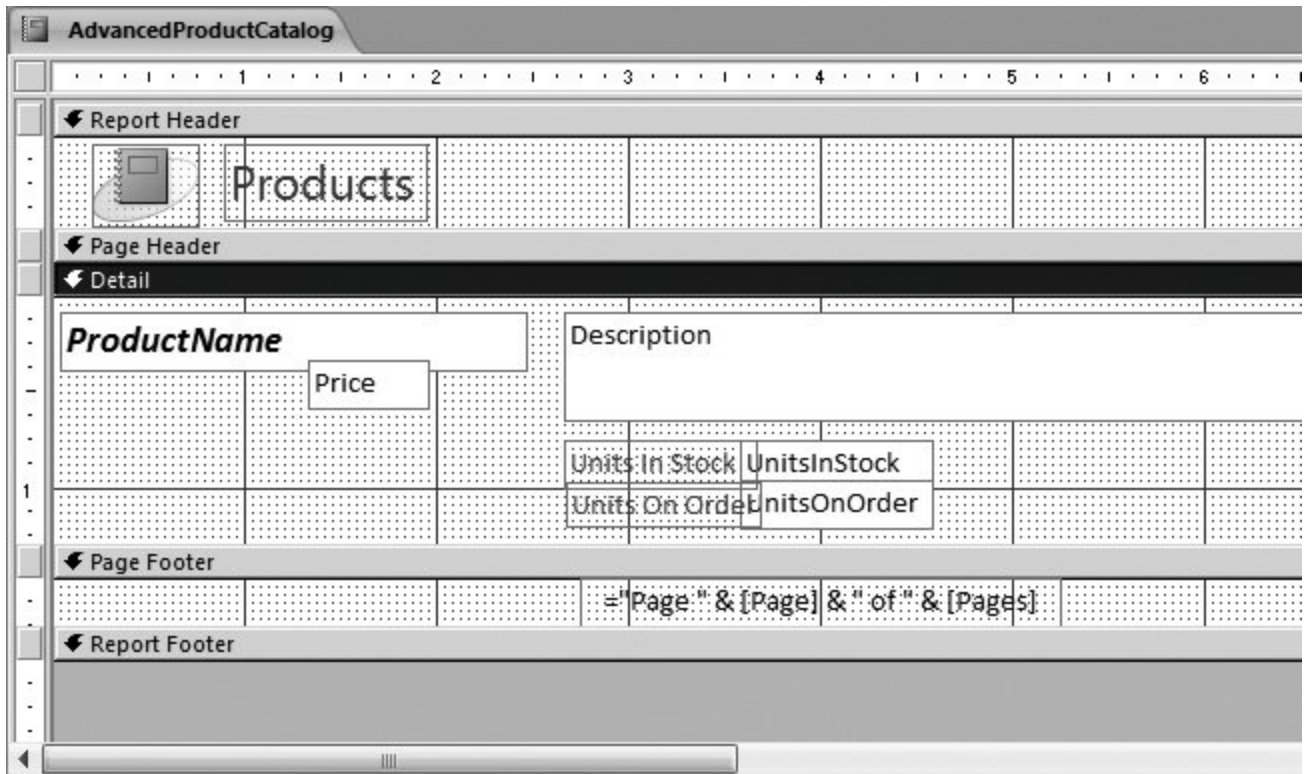 AdvancedProductCatalog
1 2 3 4 5 6
Report Header
Products
Page Header
Detail
ProductName
Description
Price
Units In Stock UnitsInStock
1
Units On Order UnitsOnOrder
Page Footer
="Page " & [Page] & " of " & [Pages]
Report Footer